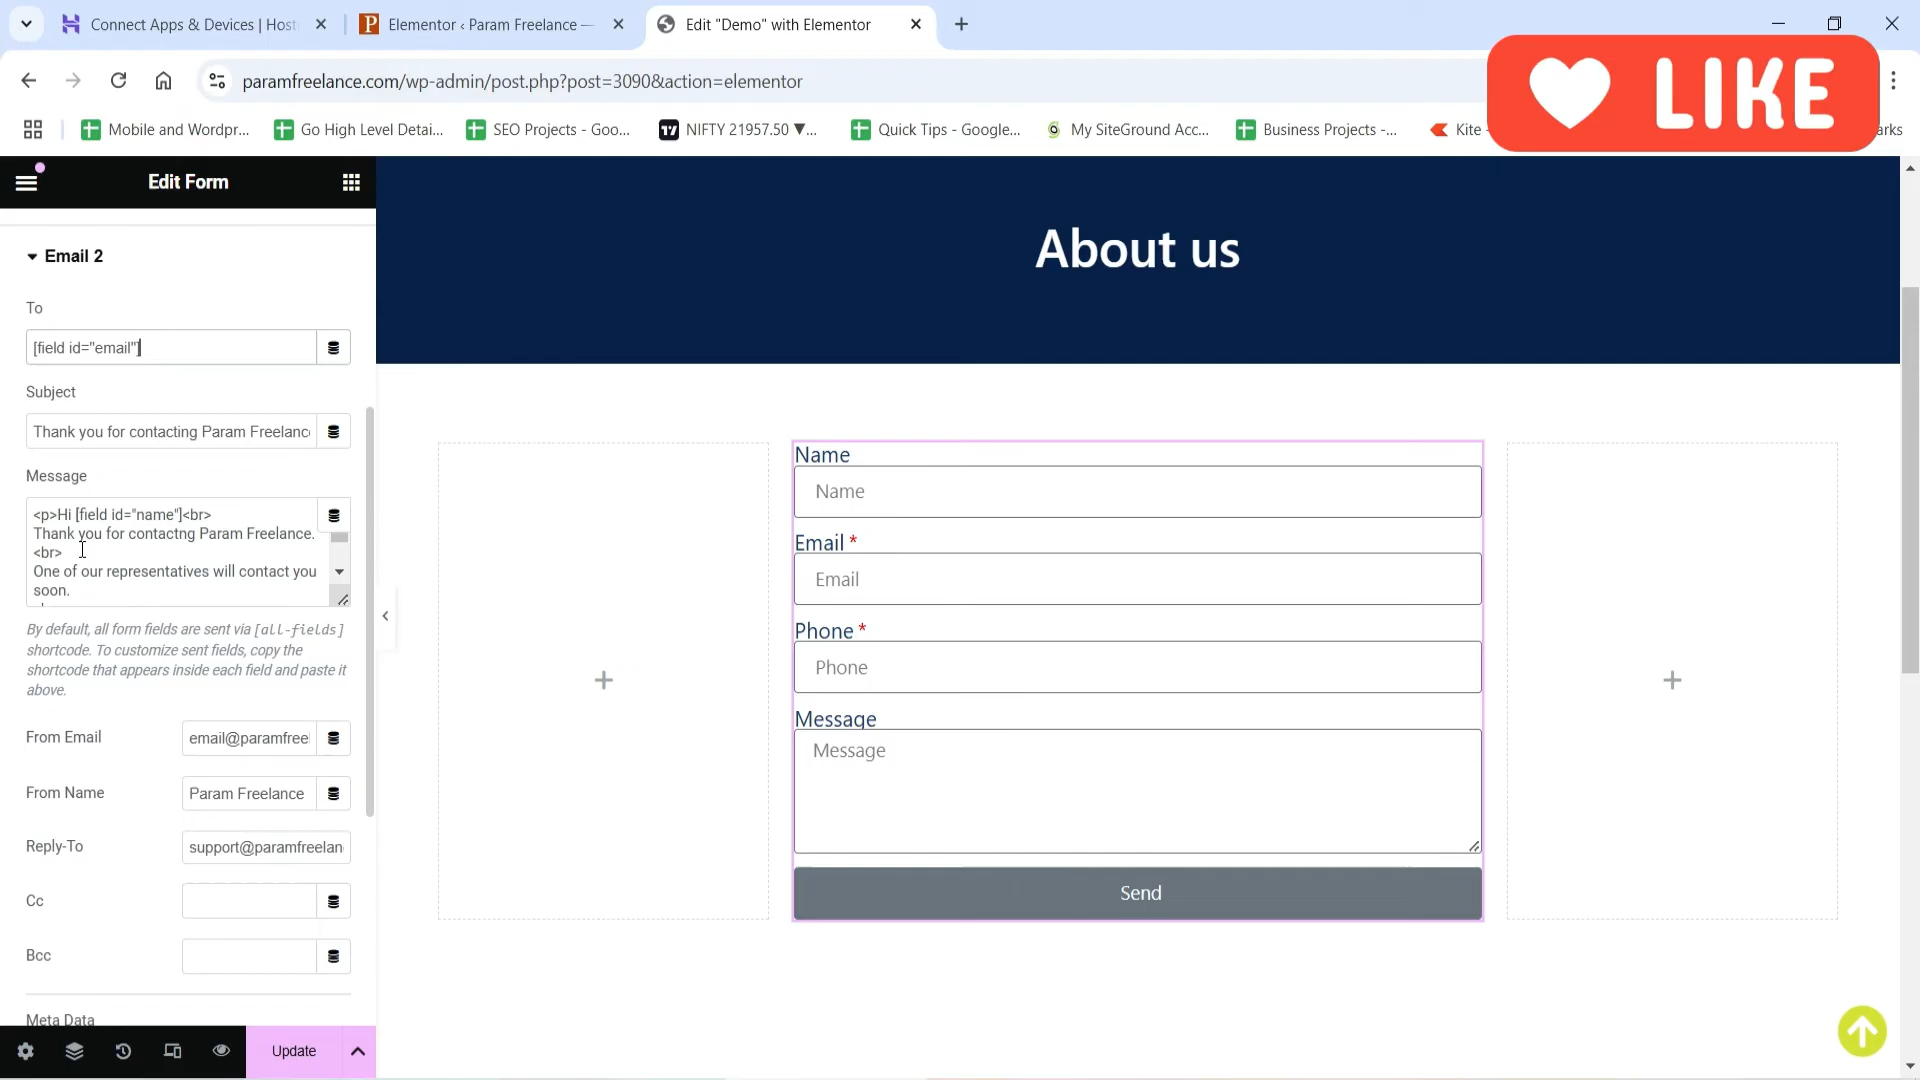 Connect Apps & Devices | Host
Elementor ‹ Param Freelance —
Edit "Demo" with Elementor
paramfreelance.com/wp-admin/post.php?post=3090&action=elementor
LIKE
Mobile and Wordpr...
Go High Level Detai...
SEO Projects - Goo...
NIFTY 21957.50 ▼...
Quick Tips - Google...
My SiteGround Acc...
Business Projects -...
Kite -
arks
Edit Form
Email 2
To
[field id="email"]
Subject
Thank you for contacting Param Freelanc
Message
<p>Hi [field id="name"]<br>
Thank you for contactng Param Freelance.
<br>
One of our representatives will contact you
soon.
By default, all form fields are sent via [all-fields]
shortcode. To customize sent fields, copy the
shortcode that appears inside each field and paste it
above.
From Email
email@paramfree
From Name
Param Freelance
Reply-To
support@paramfreelan
Cc
Bcc
Meta Data
Update
About us
Name
Name
Email *
Email
Phone *
Phone
Message
Message
Send